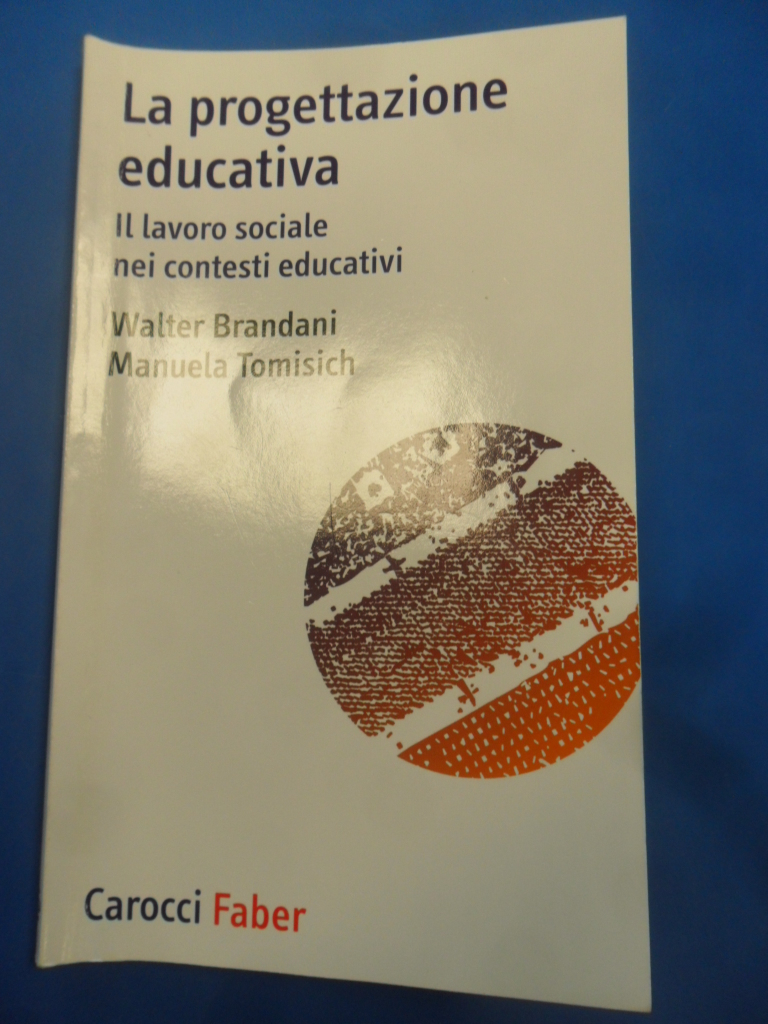 La progettazione
educativa
Il lavoro sociale
nei contesti educativi
Walter Brandani
Manuela Tomisich
Carocci Faber